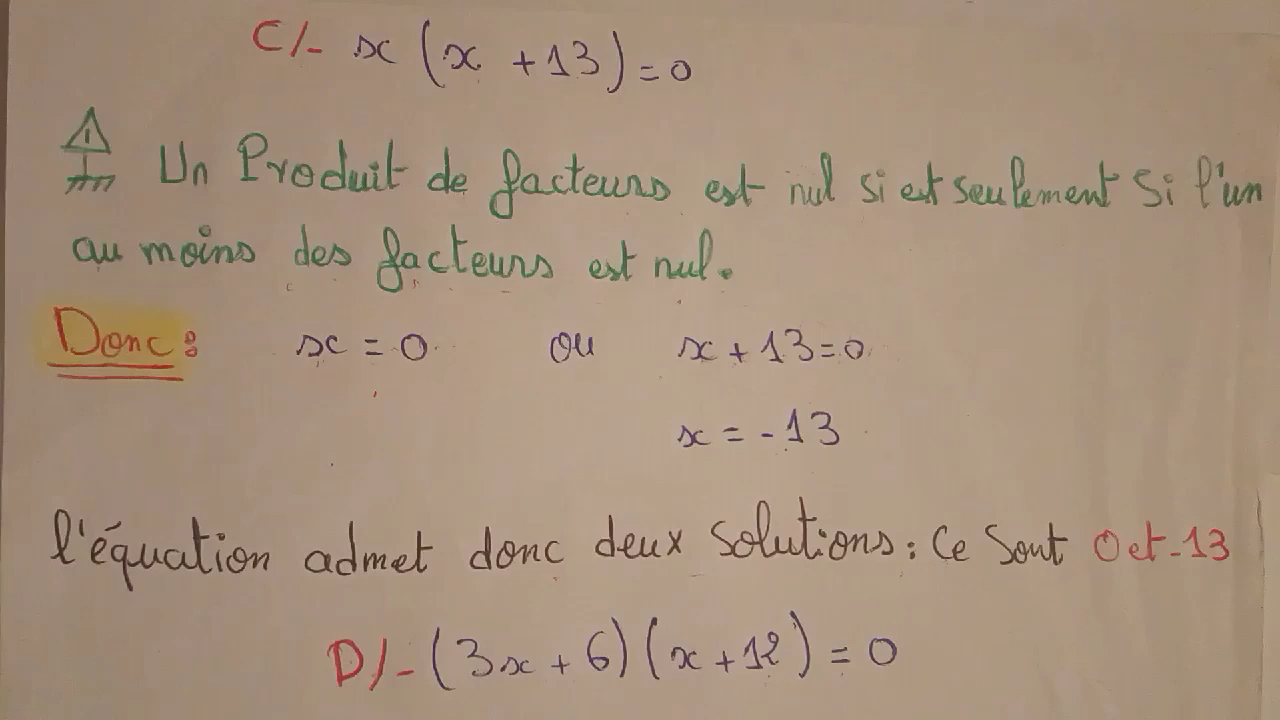 C/- x(x + 13) = 0
Un Produit de facteurs est nul si et seulement si l'un
au moins des facteurs est nul.
Donc: x = 0 ou x + 13 = 0
x = -13
l'équation admet donc deux solutions: ce sont 0 et -13
D/- (3x + 6)(x + 12) = 0